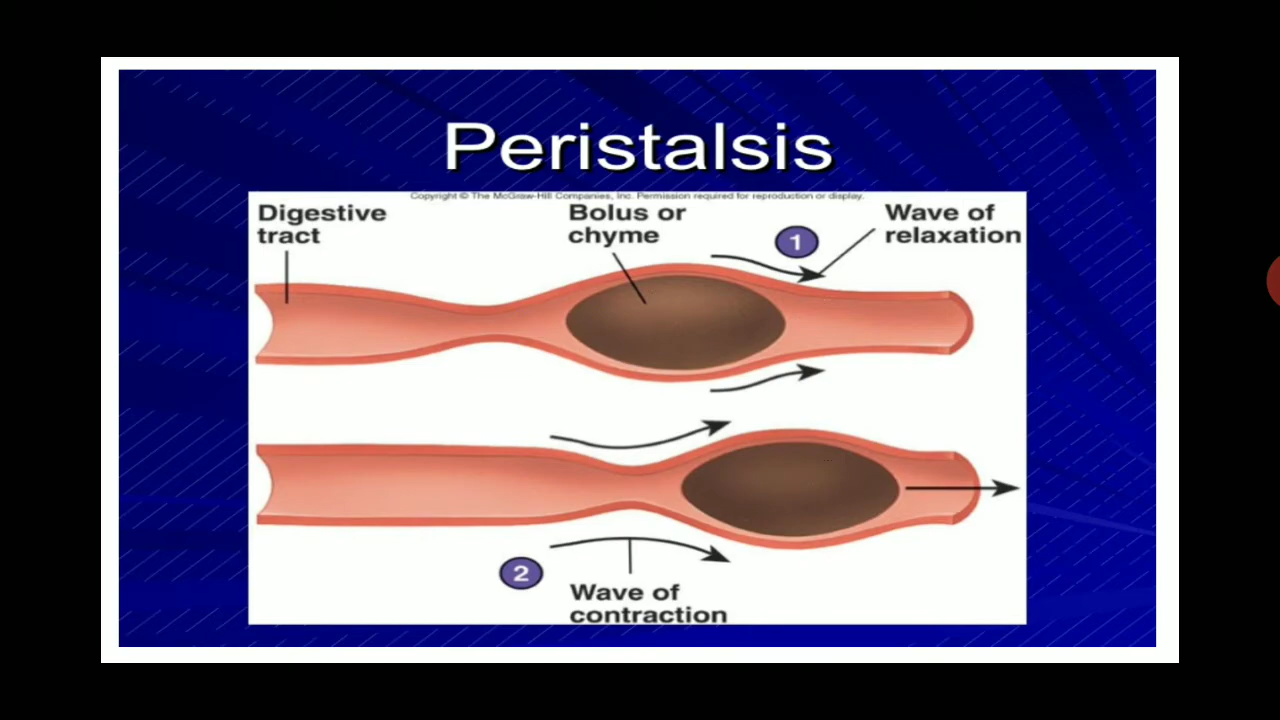 Peristalsis
Copyright © The McGraw-Hill Companies, Inc. Permission required for reproduction or display.
Digestive
tract
Bolus or
chyme
1
Wave of
relaxation
2
Wave of
contraction